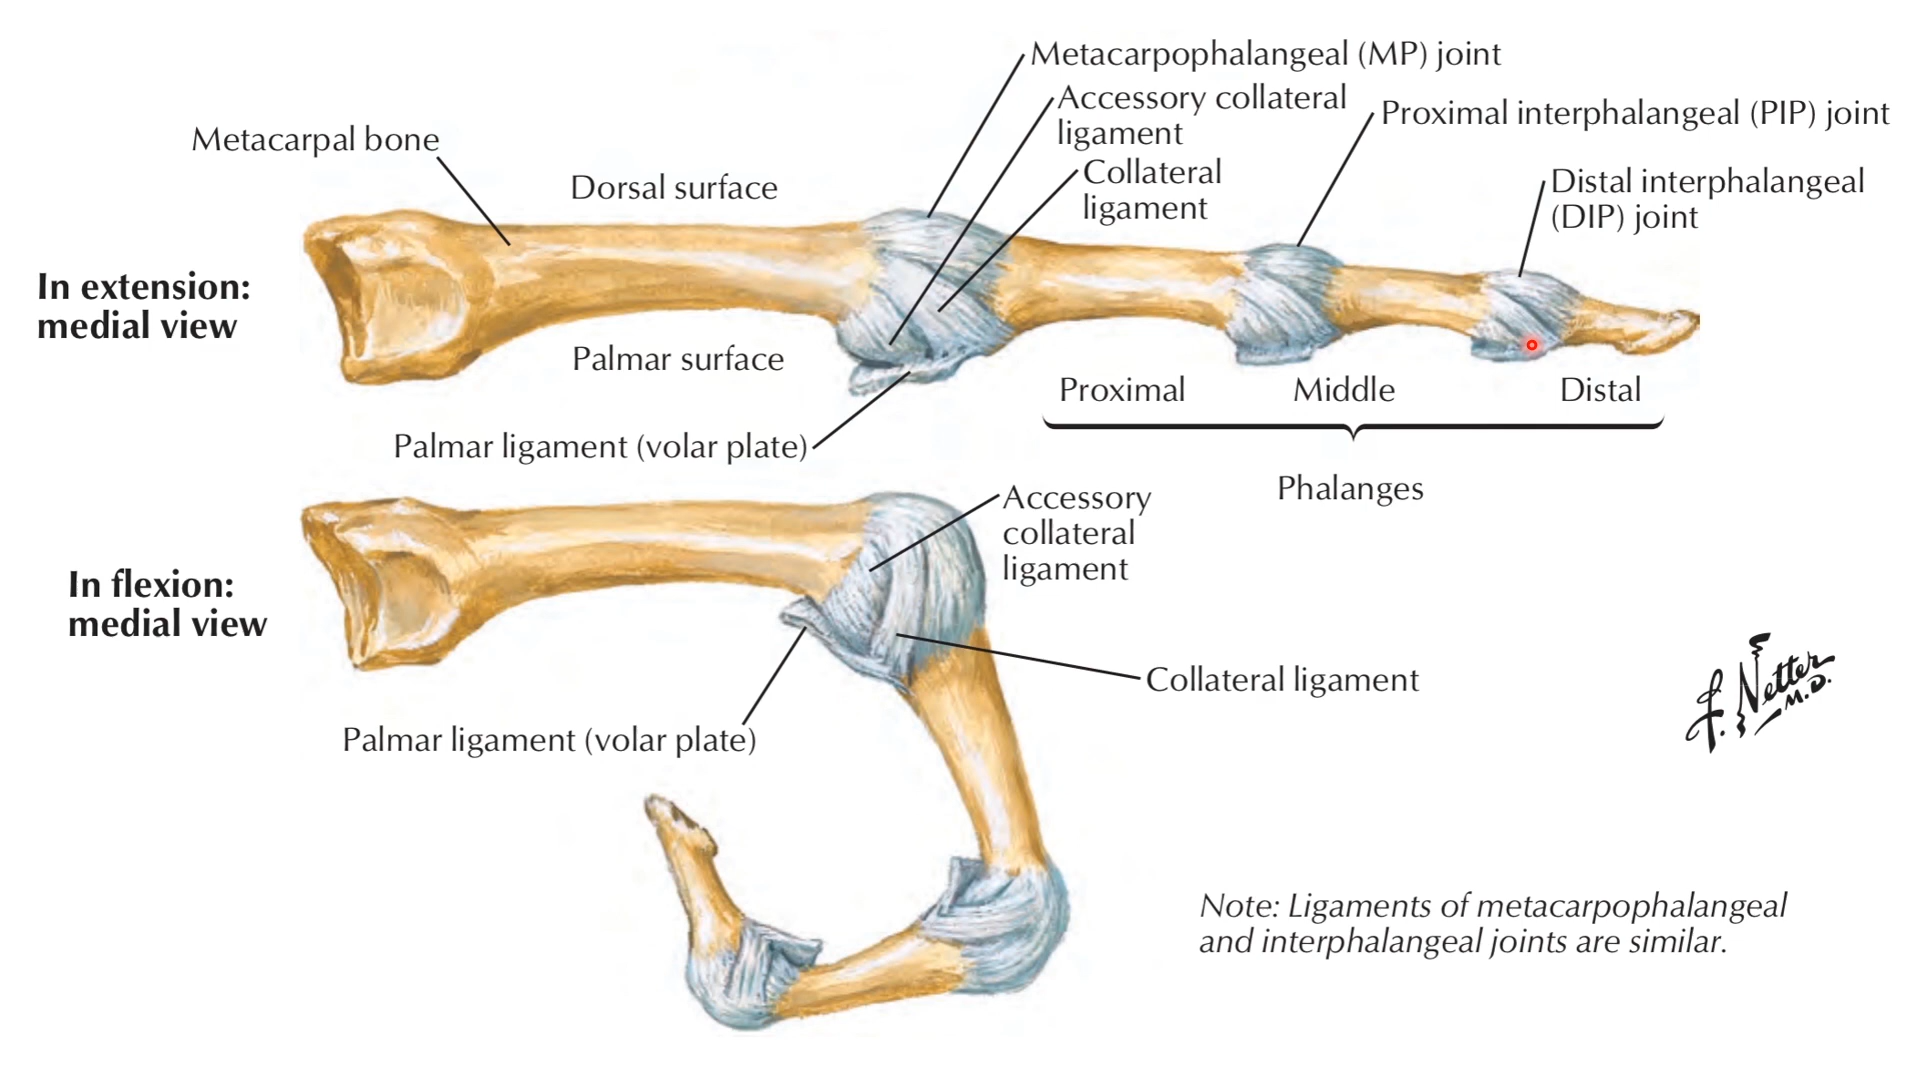 Metacarpophalangeal (MP) joint
Accessory collateral
ligament
Proximal interphalangeal (PIP) joint
Metacarpal bone
Collateral
ligament
Dorsal surface
Distal interphalangeal
(DIP) joint
In extension:
medial view
Palmar surface
Proximal
Middle
Distal
Palmar ligament (volar plate)
Phalanges
Accessory
collateral
ligament
In flexion:
medial view
Collateral ligament
Palmar ligament (volar plate)
F. Netter
M.D.
Note: Ligaments of metacarpophalangeal
and interphalangeal joints are similar.